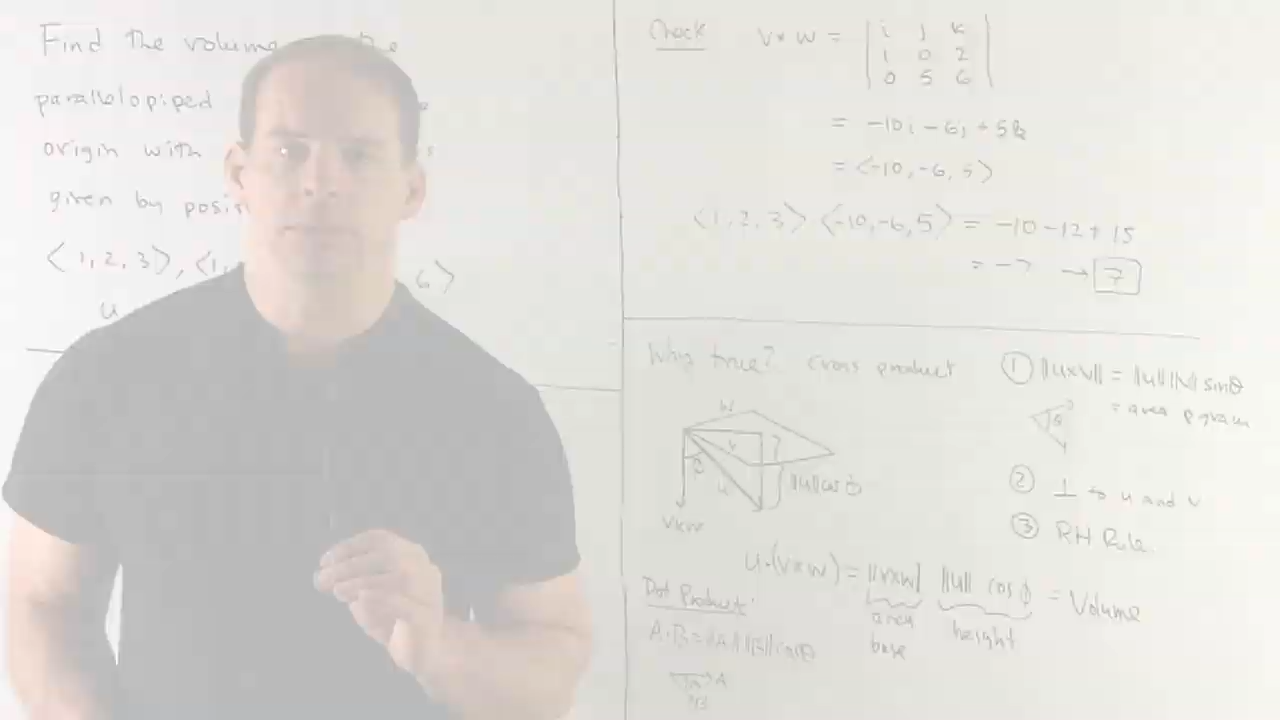 Find the volume
parallelopiped
origin with
given by posi
⟨1, 2, 3⟩, ⟨1, 6⟩
u
Check v × w = | i j k
1 0 2
0 5 6 |
= -10i - 6j + 5k
= ⟨-10, -6, 5⟩
⟨1, 2, 3⟩ ⟨-10, -6, 5⟩ = -10 - 12 + 15
= -7 → 7
Why true? cross product
① ||u×v|| = ||u|| ||v|| sin θ
= area pgram
θ
② ⊥ to u and v
③ RH Rule
w
v
u
||u|| cos ϕ
v×w
u·(v×w) = ||v×w|| ||u|| cos ϕ = Volume
area
base
height
Dot Product:
A·B = ||A|| ||B|| cos θ
A
B